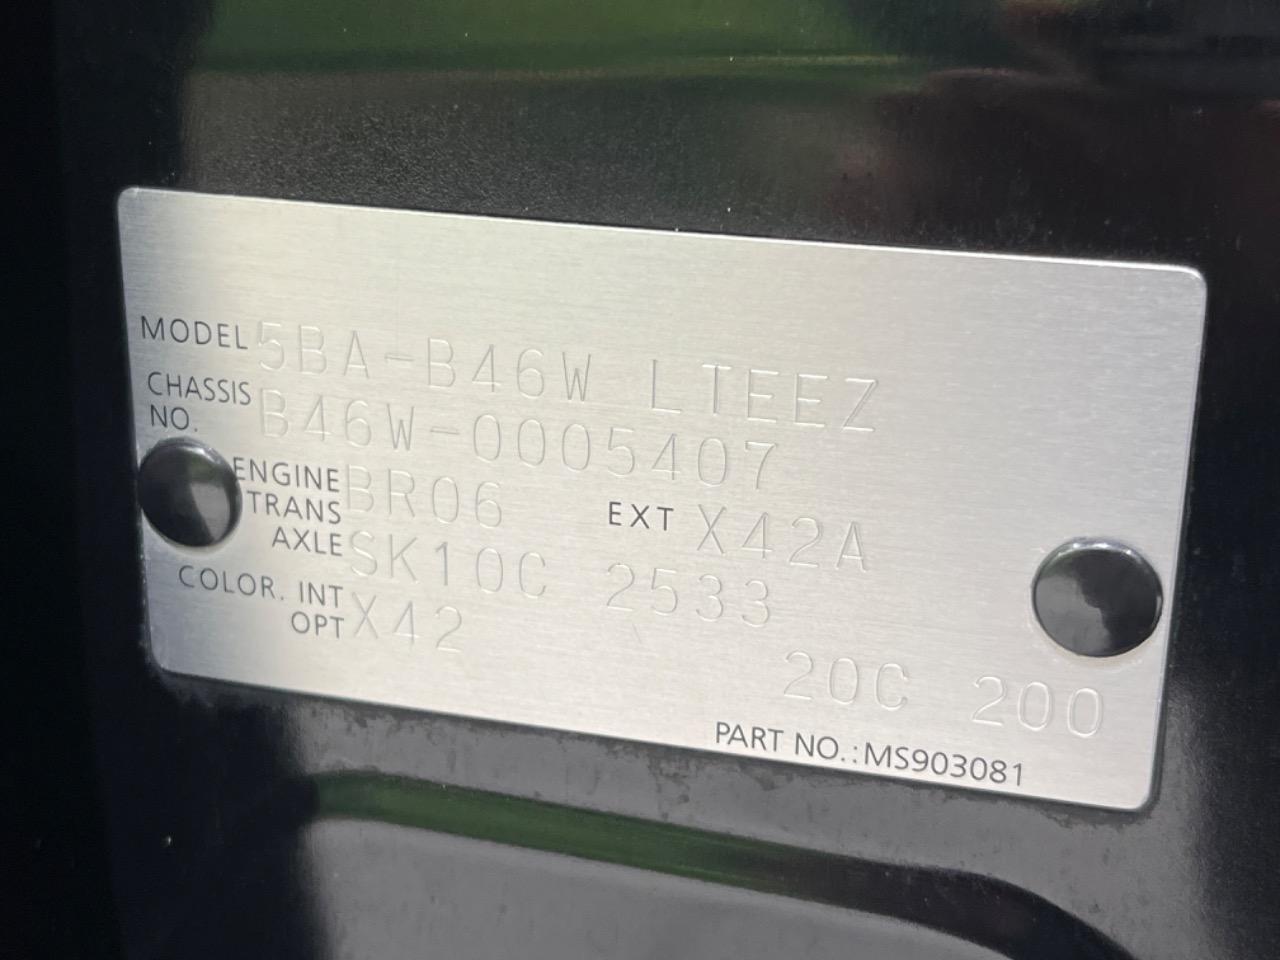 MODEL 5BA-B46W LTEEZ
CHASSIS NO. B46W-0005407
ENGINE BR06 EXT X42A
TRANS AXLE SK10C 2533
COLOR. INT OPT X42
20C 200
PART NO.:MS903081